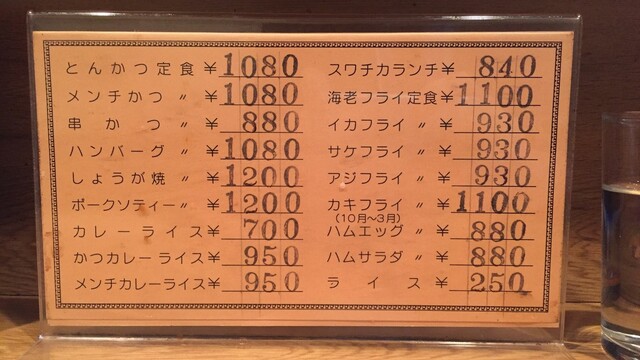 とんかつ定食 ¥1080
メンチかつ 〃 ¥1080
串かつ 〃 ¥880
ハンバーグ 〃 ¥1080
しょうが焼 〃 ¥1200
ポークソティー 〃 ¥1200
カレーライス ¥700
かつカレーライス ¥950
メンチカレーライス ¥950
スワチカランチ ¥840
海老フライ定食 ¥1100
イカフライ 〃 ¥930
サケフライ 〃 ¥930
アジフライ 〃 ¥930
カキフライ 〃 ¥1100
(10月〜3月)
ハムエッグ 〃 ¥880
ハムサラダ 〃 ¥880
ライス ¥250